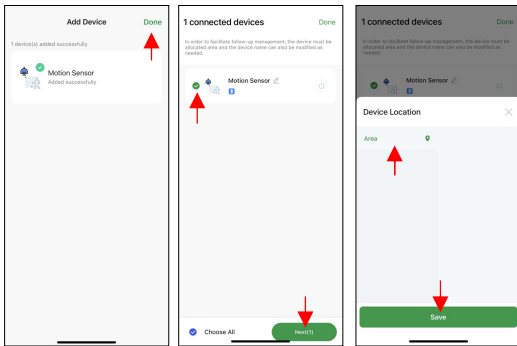 Add Device
Done
1 device(s) added successfully
Motion Sensor
Added successfully
1 connected devices
Done
In order to facilitate follow-up management, the device must be
allocated area and the device name can also be modified as
needed.
Motion Sensor
Choose All
Next(1)
1 connected devices
Done
In order to facilitate follow-up management, the device must be
allocated area and the device name can also be modified as
needed.
Motion Sensor
Device Location
Area
Save